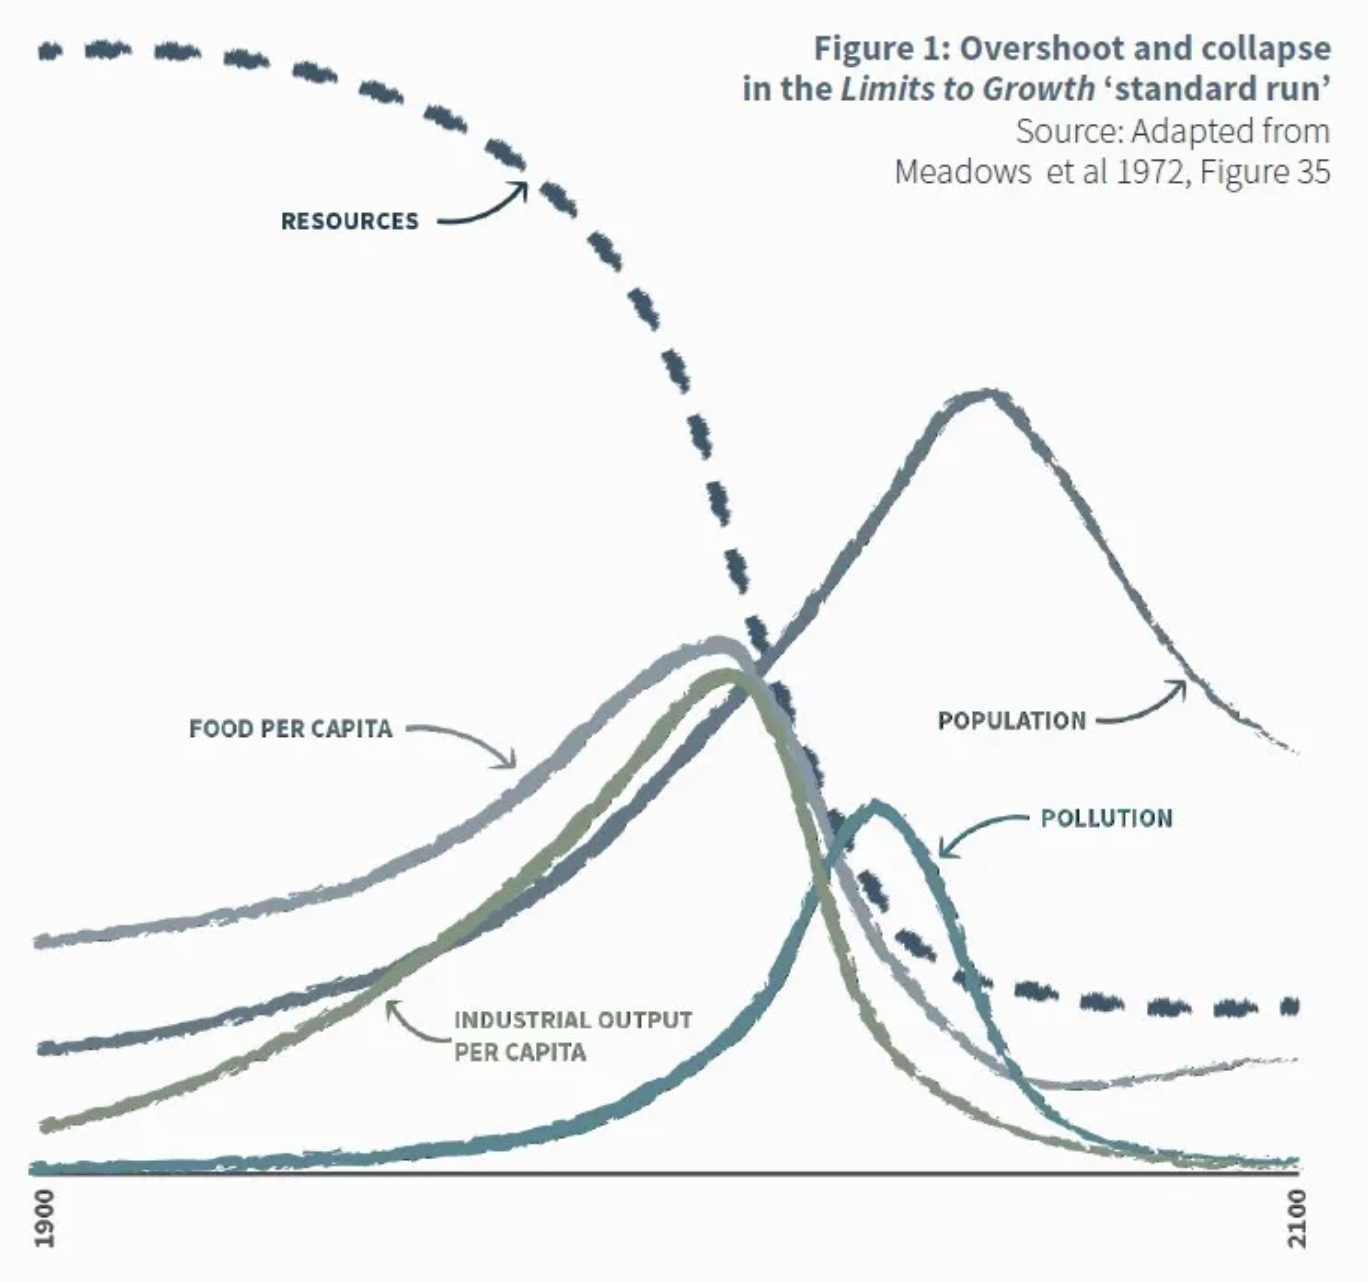 Figure 1: Overshoot and collapse
in the Limits to Growth ‘standard run’
Source: Adapted from
Meadows et al 1972, Figure 35
RESOURCES
FOOD PER CAPITA
POPULATION
POLLUTION
INDUSTRIAL OUTPUT
PER CAPITA
1900
2100